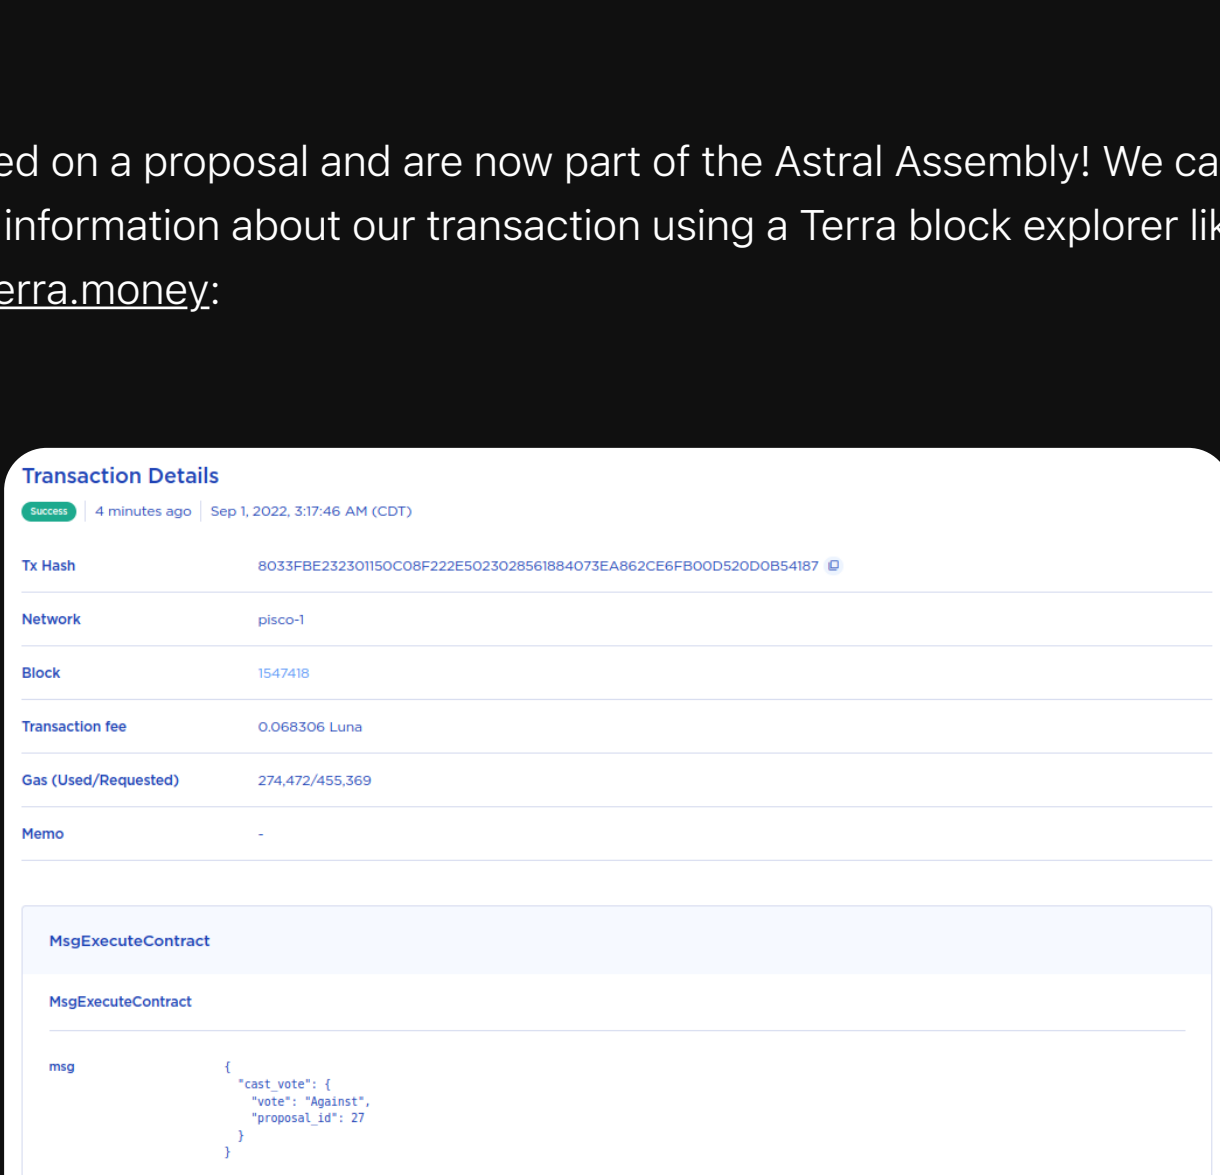 ed on a proposal and are now part of the Astral Assembly! We ca
information about our transaction using a Terra block explorer lik
erra.money:
Transaction Details
Success 4 minutes ago Sep 1, 2022, 3:17:46 AM (CDT)
Tx Hash 8033FBE232301150C08F222E5023028561884073EA862CE6FB00D520D0B54187
Network pisco-1
Block 1547418
Transaction fee 0.068306 Luna
Gas (Used/Requested) 274,472/455,369
Memo -
MsgExecuteContract
MsgExecuteContract
msg {
"cast_vote": {
"vote": "Against",
"proposal_id": 27
}
}